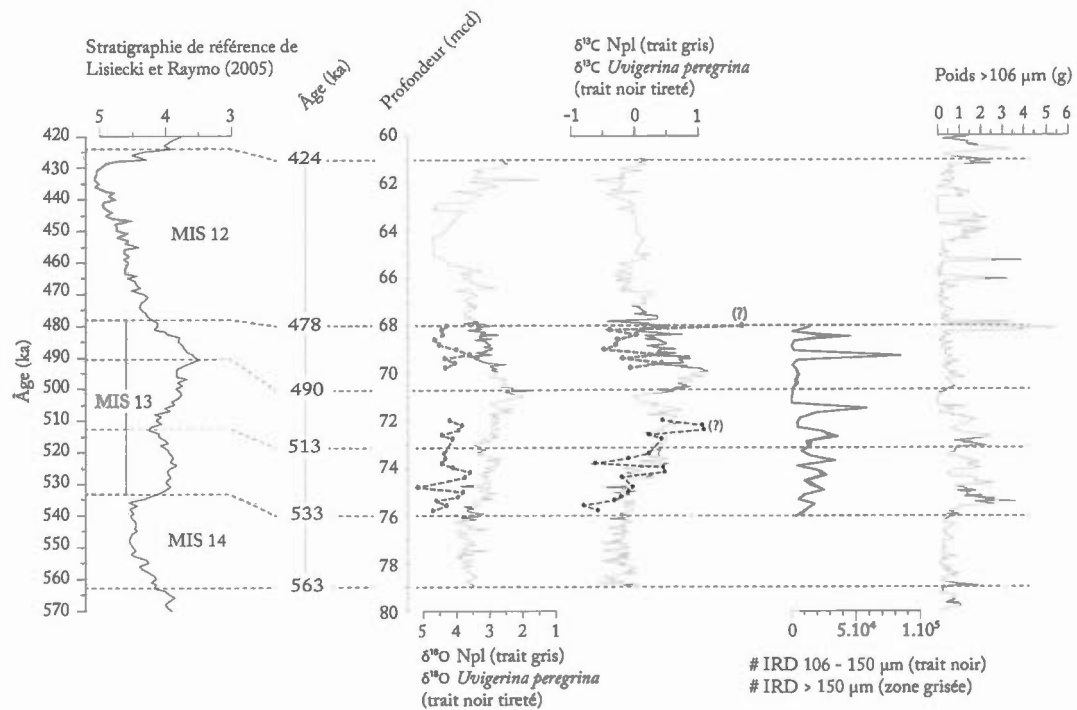 Stratigraphie de référence de
Lisiecki et Raymo (2005)
5 4 3
Âge (ka)
Profondeur (mcd)
δ¹³C Npl (trait gris)
δ¹³C Uvigerina peregrina
(trait noir tireté)
-1 0 1
Poids >106 µm (g)
0 1 2 3 4 5 6
Âge (ka)
420
430
440
450
460
470
480
490
500
510
520
530
540
550
560
570
MIS 12
MIS 13
MIS 14
424
478
490
513
533
563
60
62
64
66
68
70
72
74
76
78
80
(?)
(?)
5 4 3 2 1
δ¹⁸O Npl (trait gris)
δ¹⁸O Uvigerina peregrina
(trait noir tireté)
0 5.10⁴ 1.10⁵
# IRD 106 - 150 µm (trait noir)
# IRD > 150 µm (zone grisée)